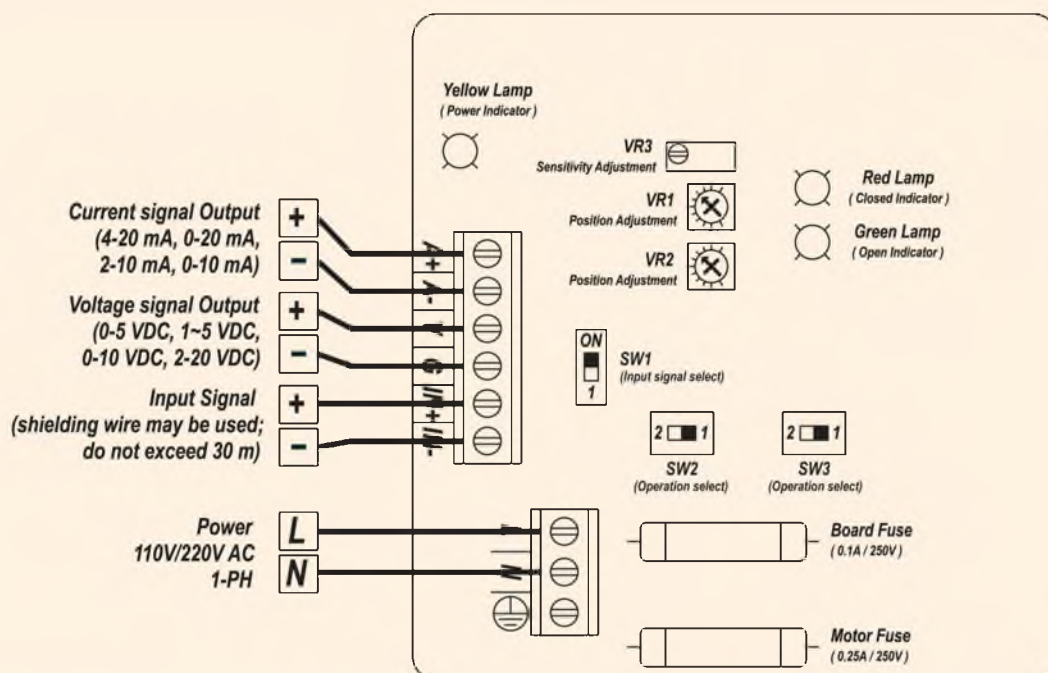 Yellow Lamp
( Power Indicator )
VR3
Sensitivity Adjustment
VR1
Position Adjustment
VR2
Position Adjustment
Red Lamp
( Closed Indicator )
Green Lamp
( Open Indicator )
Current signal Output
(4-20 mA, 0-20 mA,
2-10 mA, 0-10 mA)
+
-
Voltage signal Output
(0-5 VDC, 1~5 VDC,
0-10 VDC, 2-20 VDC)
+
-
Input Signal
(shielding wire may be used;
do not exceed 30 m)
+
-
A+
A-
V
G
IN+
IN-
ON
1
SW1
(Input signal select)
2 1
SW2
(Operation select)
2 1
SW3
(Operation select)
Power
110V/220V AC
1-PH
L
N
L
N
Board Fuse
( 0.1A / 250V )
Motor Fuse
( 0.25A / 250V )